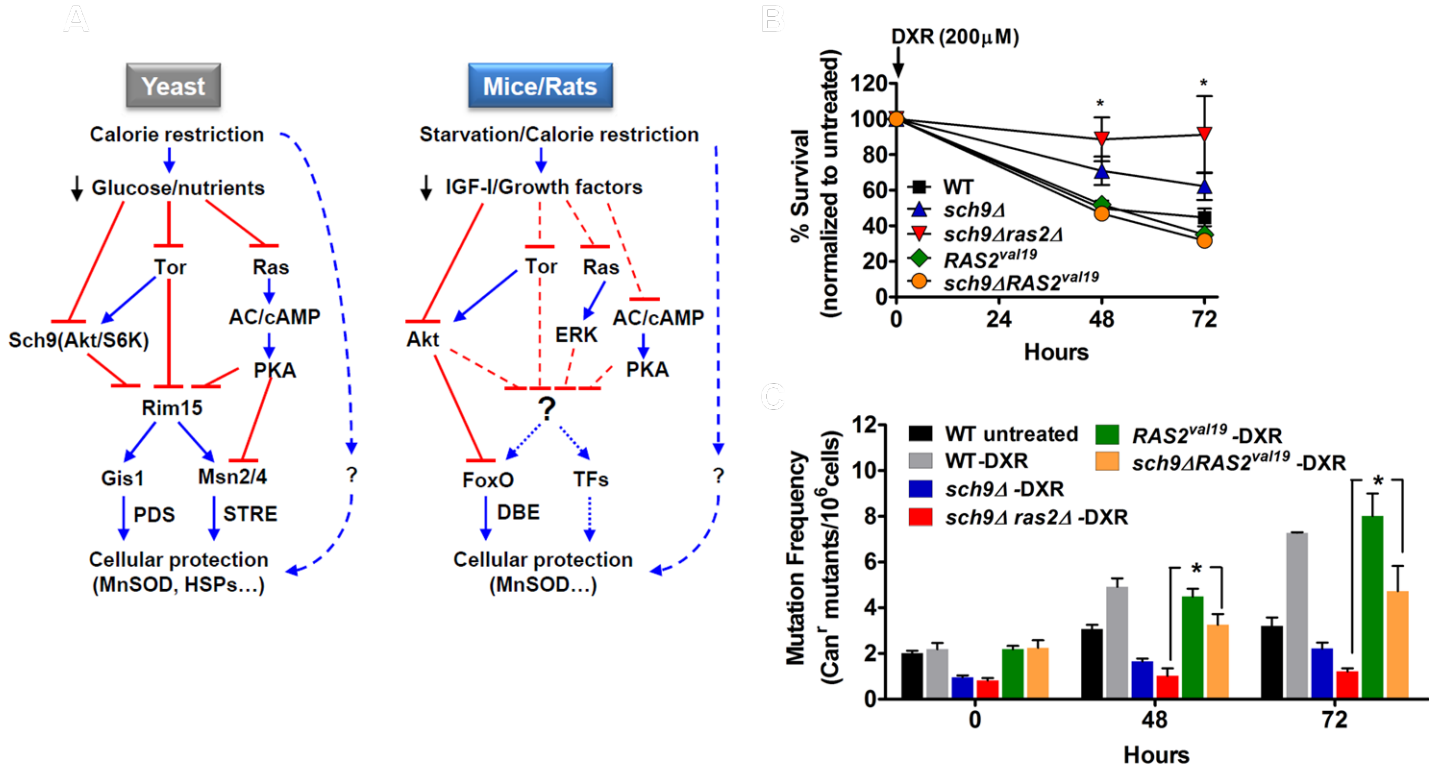 A
Yeast
Calorie restriction
Glucose/nutrients
Tor
Ras
AC/cAMP
Sch9(Akt/S6K)
PKA
Rim15
Gis1
Msn2/4
?
PDS
STRE
Cellular protection
(MnSOD, HSPs…)
Mice/Rats
Starvation/Calorie restriction
IGF-I/Growth factors
Tor
Ras
AC/cAMP
ERK
Akt
PKA
?
FoxO
TFs
?
DBE
Cellular protection
(MnSOD…)
B
DXR (200µM)
% Survival
(normalized to untreated)
120
100
80
60
40
20
0
*
*
WT
sch9Δ
sch9Δras2Δ
RAS2val19
sch9ΔRAS2val19
0
24
48
72
Hours
C
Mutation Frequency
(Canr mutants/10⁶cells)
12
10
8
6
4
2
0
WT untreated
WT-DXR
sch9Δ -DXR
sch9Δ ras2Δ -DXR
RAS2val19 -DXR
sch9ΔRAS2val19 -DXR
*
*
0
48
72
Hours